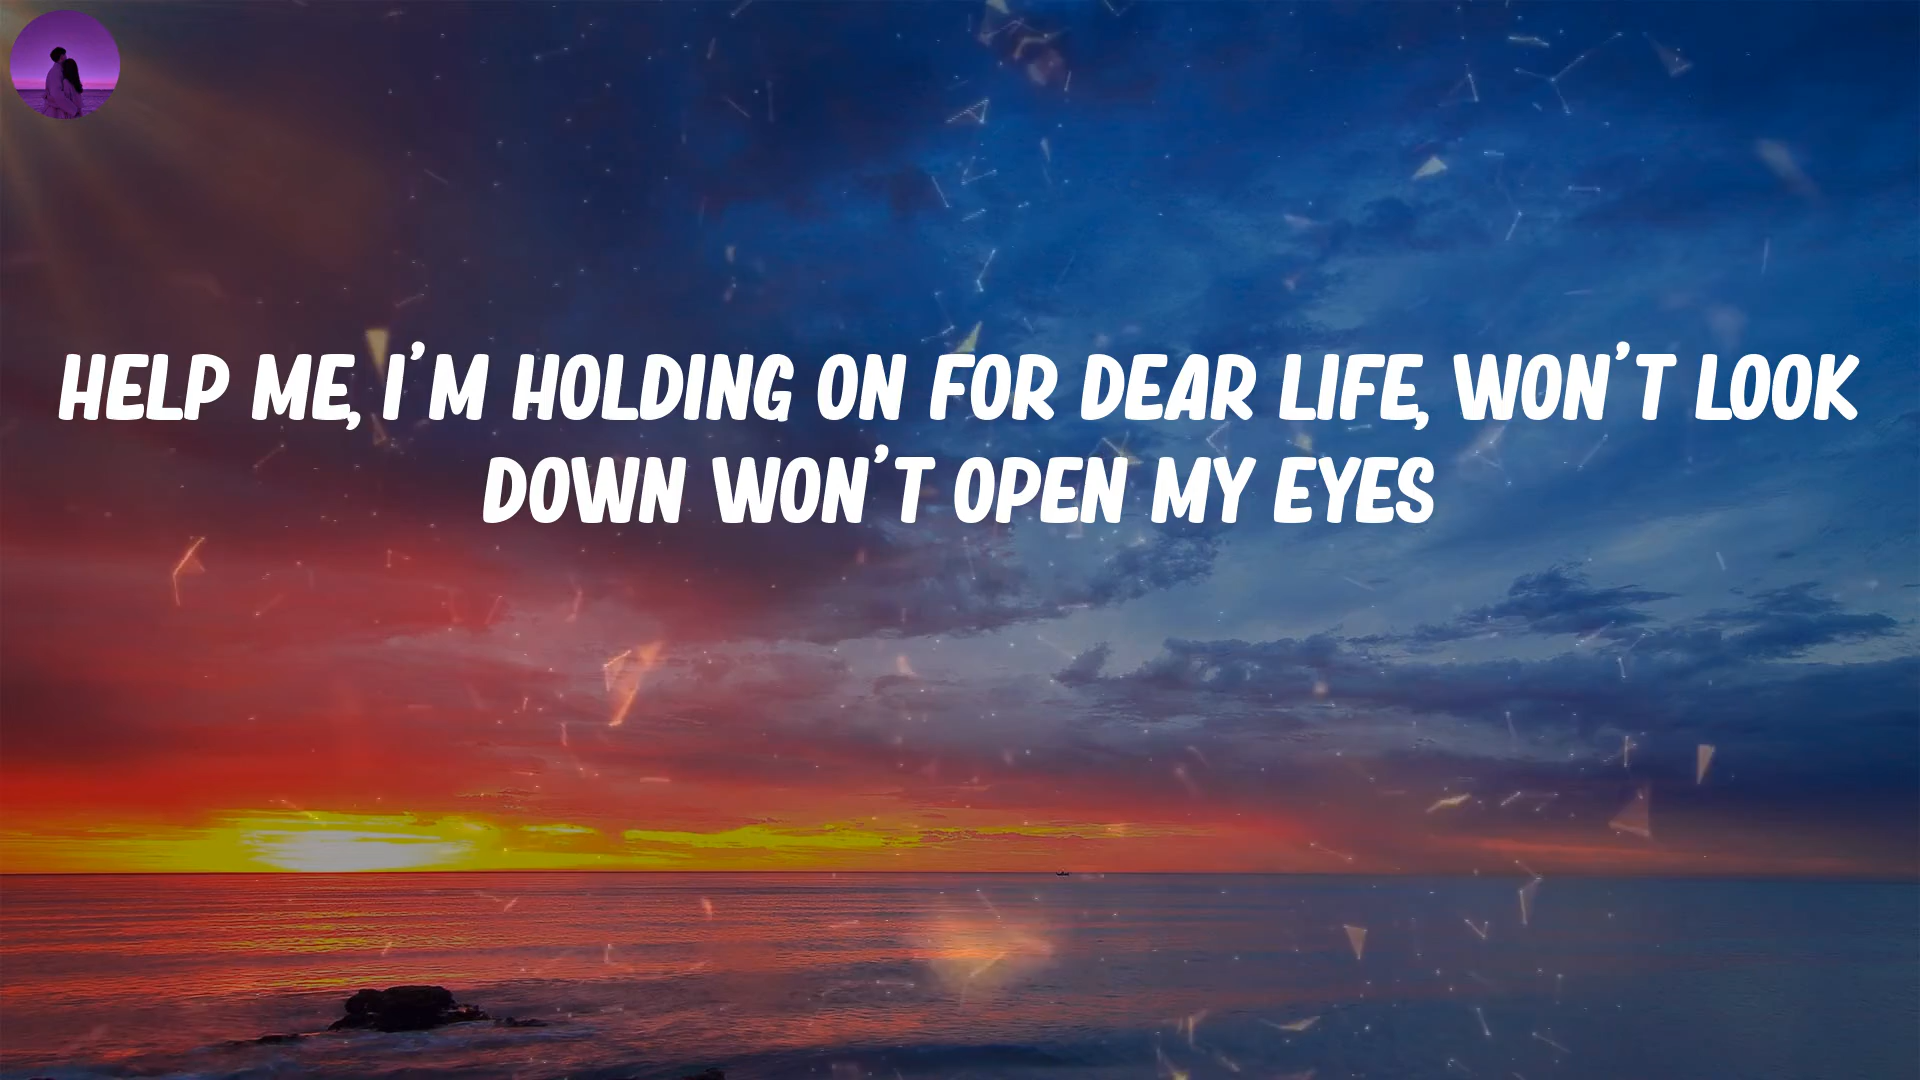 HELP ME, I'M HOLDING ON FOR DEAR LIFE, WON'T LOOK
DOWN WON'T OPEN MY EYES